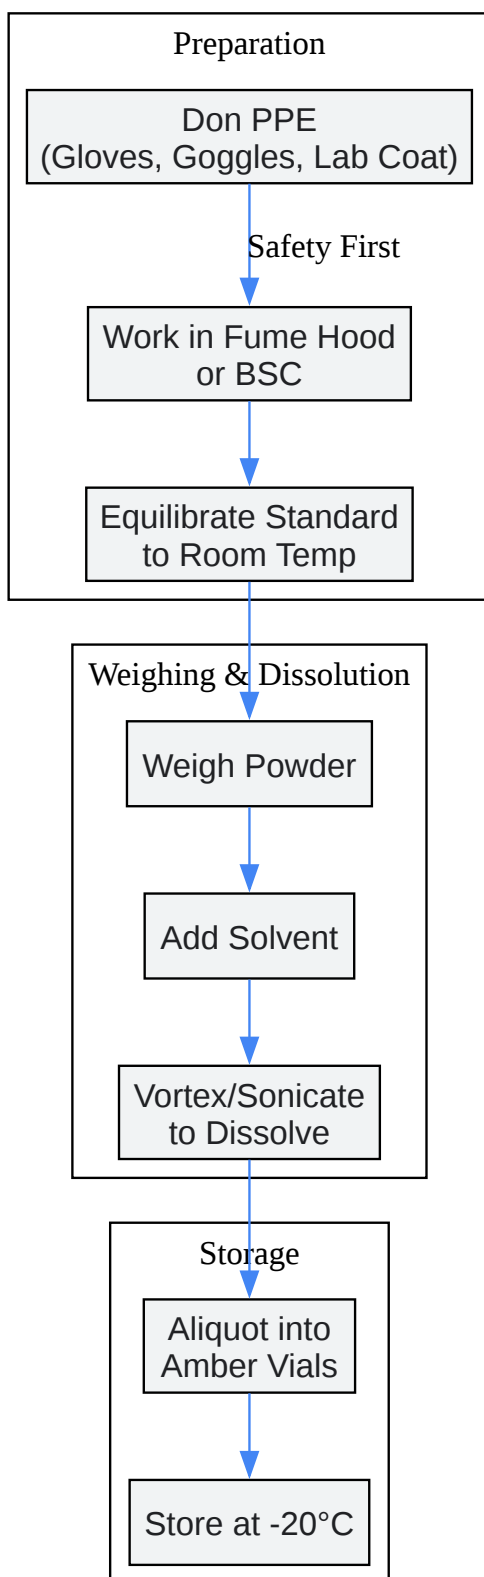 Preparation
Don PPE
(Gloves, Goggles, Lab Coat)
Safety First
Work in Fume Hood
or BSC
Equilibrate Standard
to Room Temp
Weighing & Dissolution
Weigh Powder
Add Solvent
Vortex/Sonicate
to Dissolve
Storage
Aliquot into
Amber Vials
Store at -20°C